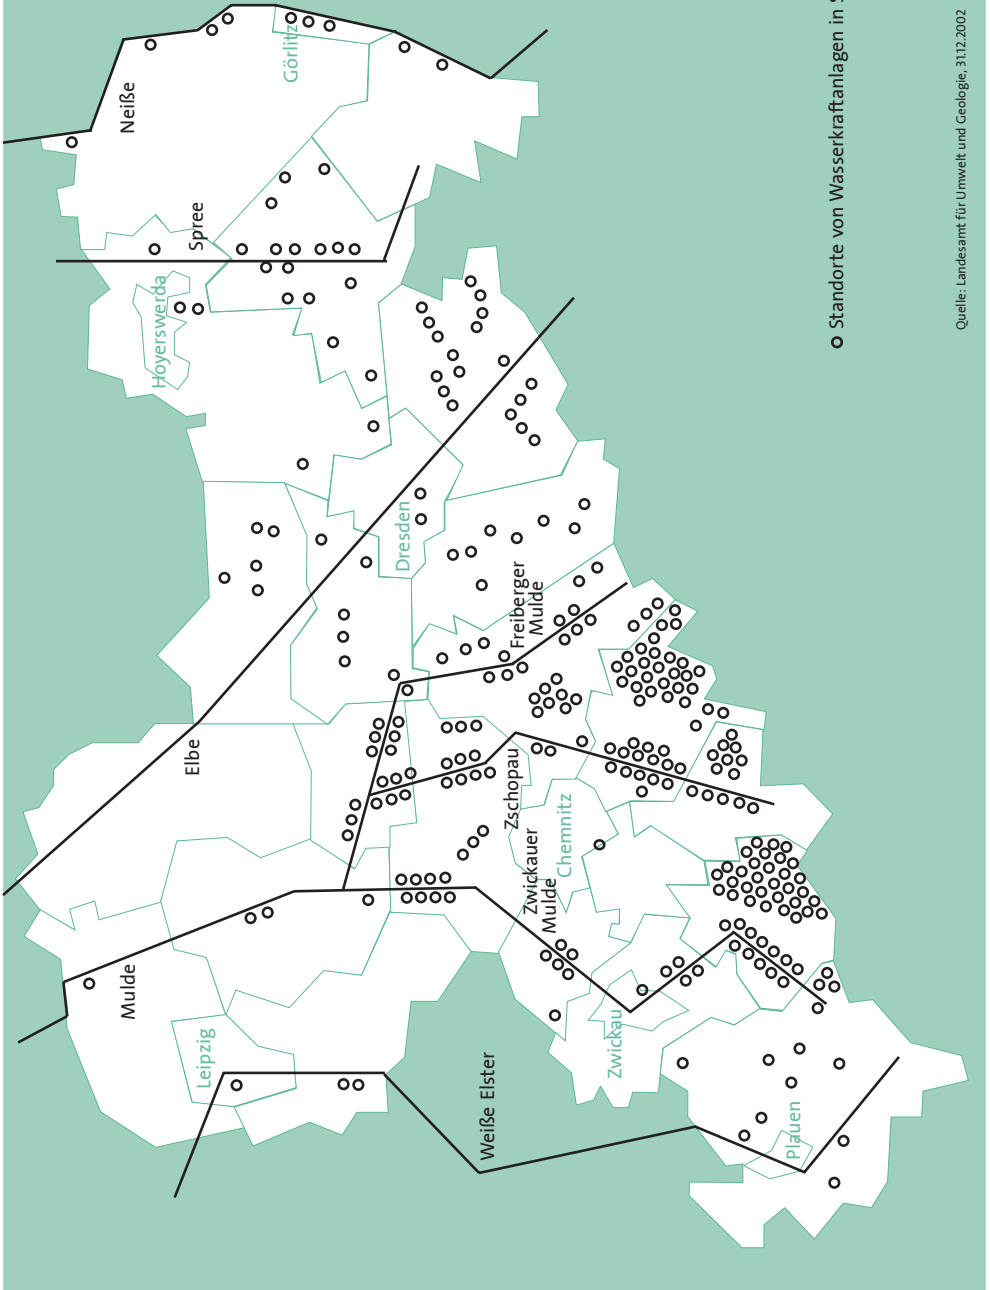 Neiße
Görlitz
Spree
Hoyerswerda
Dresden
Freiberger
Mulde
Elbe
Zschopau
Chemnitz
Zwickauer
Mulde
Mulde
Leipzig
Zwickau
Weiße Elster
Plauen
Standorte von Wasserkraftanlagen in
Quelle: Landesamt für Umwelt und Geologie, 31.12.2002